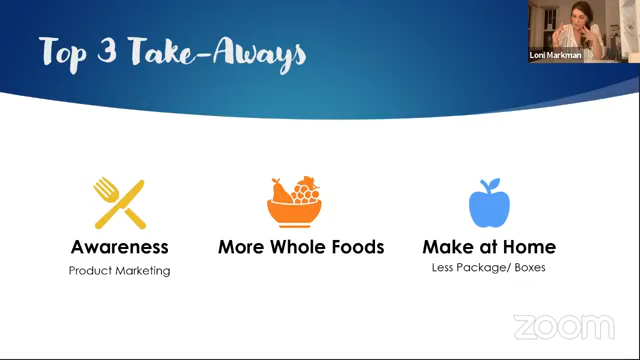 Top 3 Take-Aways
Loni Markman
Awareness
Product Marketing
More Whole Foods
Make at Home
Less Package/ Boxes
zoom